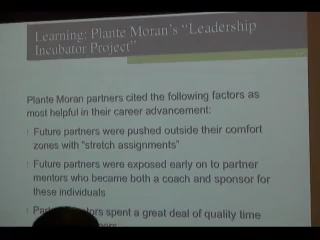 Learning: Plante Moran's "Leadership
Incubator Project"
Plante Moran partners cited the following factors as
most helpful in their career advancement:
Future partners were pushed outside their comfort
zones with "stretch assignments"
Future partners were exposed early on to partner
mentors who became both a coach and sponsor for
these individuals
spent a great deal of quality time